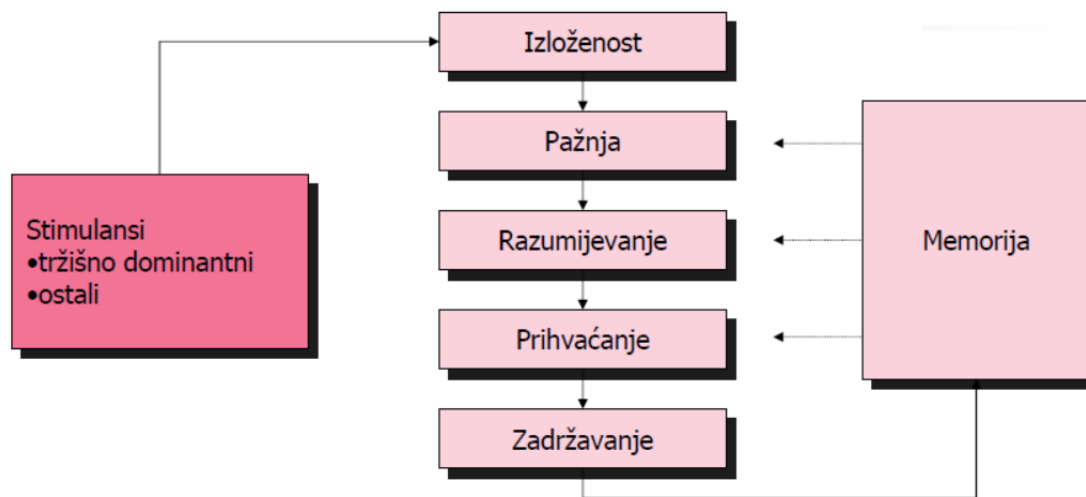 Izloženost
Pažnja
Stimulansi
•tržišno dominantni
•ostali
Razumijevanje
Memorija
Prihvaćanje
Zadržavanje